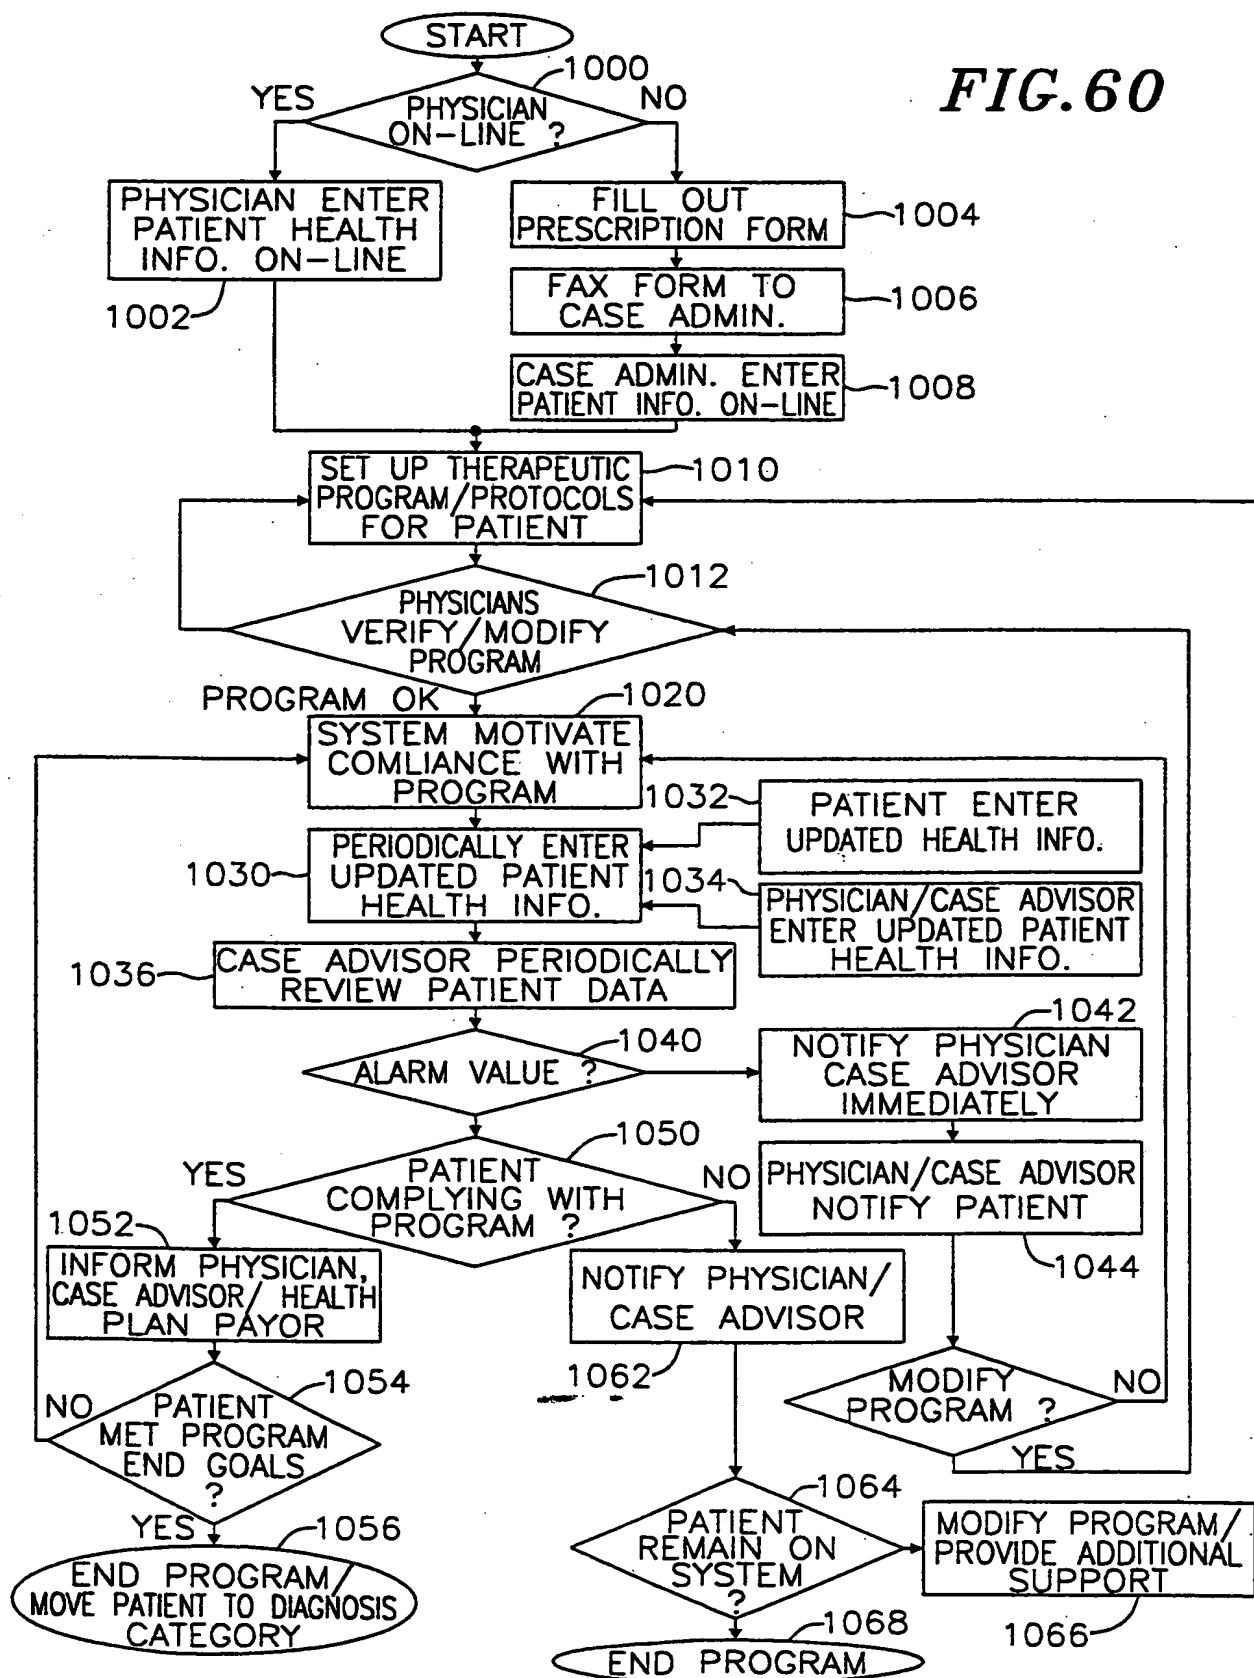 START
1000
FIG.60
YES
NO
PHYSICIAN
ON-LINE ?
PHYSICIAN ENTER
PATIENT HEALTH
INFO. ON-LINE
1002
FILL OUT
PRESCRIPTION FORM
1004
FAX FORM TO
CASE ADMIN.
1006
CASE ADMIN. ENTER
PATIENT INFO. ON-LINE
1008
SET UP THERAPEUTIC
PROGRAM/PROTOCOLS
FOR PATIENT
1010
1012
PHYSICIANS
VERIFY/MODIFY
PROGRAM
PROGRAM OK
1020
SYSTEM MOTIVATE
COMLIANCE WITH
PROGRAM
1032
PATIENT ENTER
UPDATED HEALTH INFO.
1030
PERIODICALLY ENTER
UPDATED PATIENT
HEALTH INFO.
1034
PHYSICIAN/CASE ADVISOR
ENTER UPDATED PATIENT
HEALTH INFO.
1036
CASE ADVISOR PERIODICALLY
REVIEW PATIENT DATA
1040
ALARM VALUE ?
1042
NOTIFY PHYSICIAN
CASE ADVISOR
IMMEDIATELY
1050
YES
NO
PATIENT
COMPLYING WITH
PROGRAM ?
PHYSICIAN/CASE ADVISOR
NOTIFY PATIENT
1044
1052
INFORM PHYSICIAN,
CASE ADVISOR/ HEALTH
PLAN PAYOR
NOTIFY PHYSICIAN/
CASE ADVISOR
1062
MODIFY
PROGRAM ?
NO
YES
1054
NO
PATIENT
MET PROGRAM
END GOALS
?
YES
1056
END PROGRAM/
MOVE PATIENT TO DIAGNOSIS
CATEGORY
1064
PATIENT
REMAIN ON
SYSTEM
?
MODIFY PROGRAM/
PROVIDE ADDITIONAL
SUPPORT
1066
1068
END PROGRAM